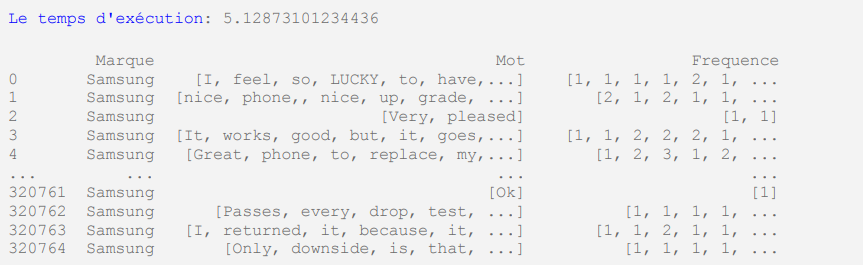 Le temps d'exécution: 5.12873101234436
Marque Mot Frequence
0 Samsung [I, feel, so, LUCKY, to, have,...] [1, 1, 1, 1, 2, 1, ...
1 Samsung [nice, phone,, nice, up, grade, ...] [2, 1, 2, 1, 1, ...
2 Samsung [Very, pleased] [1, 1]
3 Samsung [It, works, good, but, it, goes,...] [1, 1, 2, 2, 2, 1, ...
4 Samsung [Great, phone, to, replace, my,...] [1, 2, 3, 1, 2, ...
... ... ... ...
320761 Samsung [Ok] [1]
320762 Samsung [Passes, every, drop, test, ...] [1, 1, 1, 1, ...
320763 Samsung [I, returned, it, because, it, ...] [1, 1, 2, 1, 1, ...
320764 Samsung [Only, downside, is, that, ...] [1, 1, 1, 1, ...